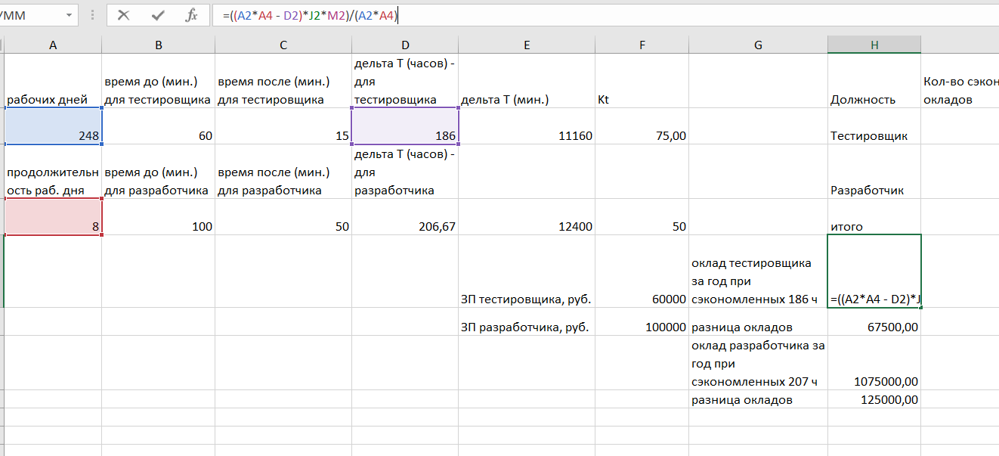 УММ
fx
=((A2*A4 - D2)*J2*M2)/(A2*A4)
A B C D E F G H
рабочих дней
время до (мин.)
для тестировщика
время после (мин.)
для тестировщика
дельта Т (часов) -
для
тестировщика
дельта Т (мин.)
Kt
Должность
Кол-во сэкон
окладов
248 60 15 186 11160 75,00 Тестировщик
продолжительн
ость раб. дня
время до (мин.)
для разработчика
время после (мин.)
для разработчика
дельта Т (часов) -
для
разработчика
Разработчик
8 100 50 206,67 12400 50 итого
ЗП тестировщика, руб.
60000
оклад тестировщика
за год при
сэкономленных 186 ч
=((A2*A4 - D2)*J
ЗП разработчика, руб.
100000
разница окладов
67500,00
оклад разработчика за
год при
сэкономленных 207 ч
1075000,00
разница окладов
125000,00